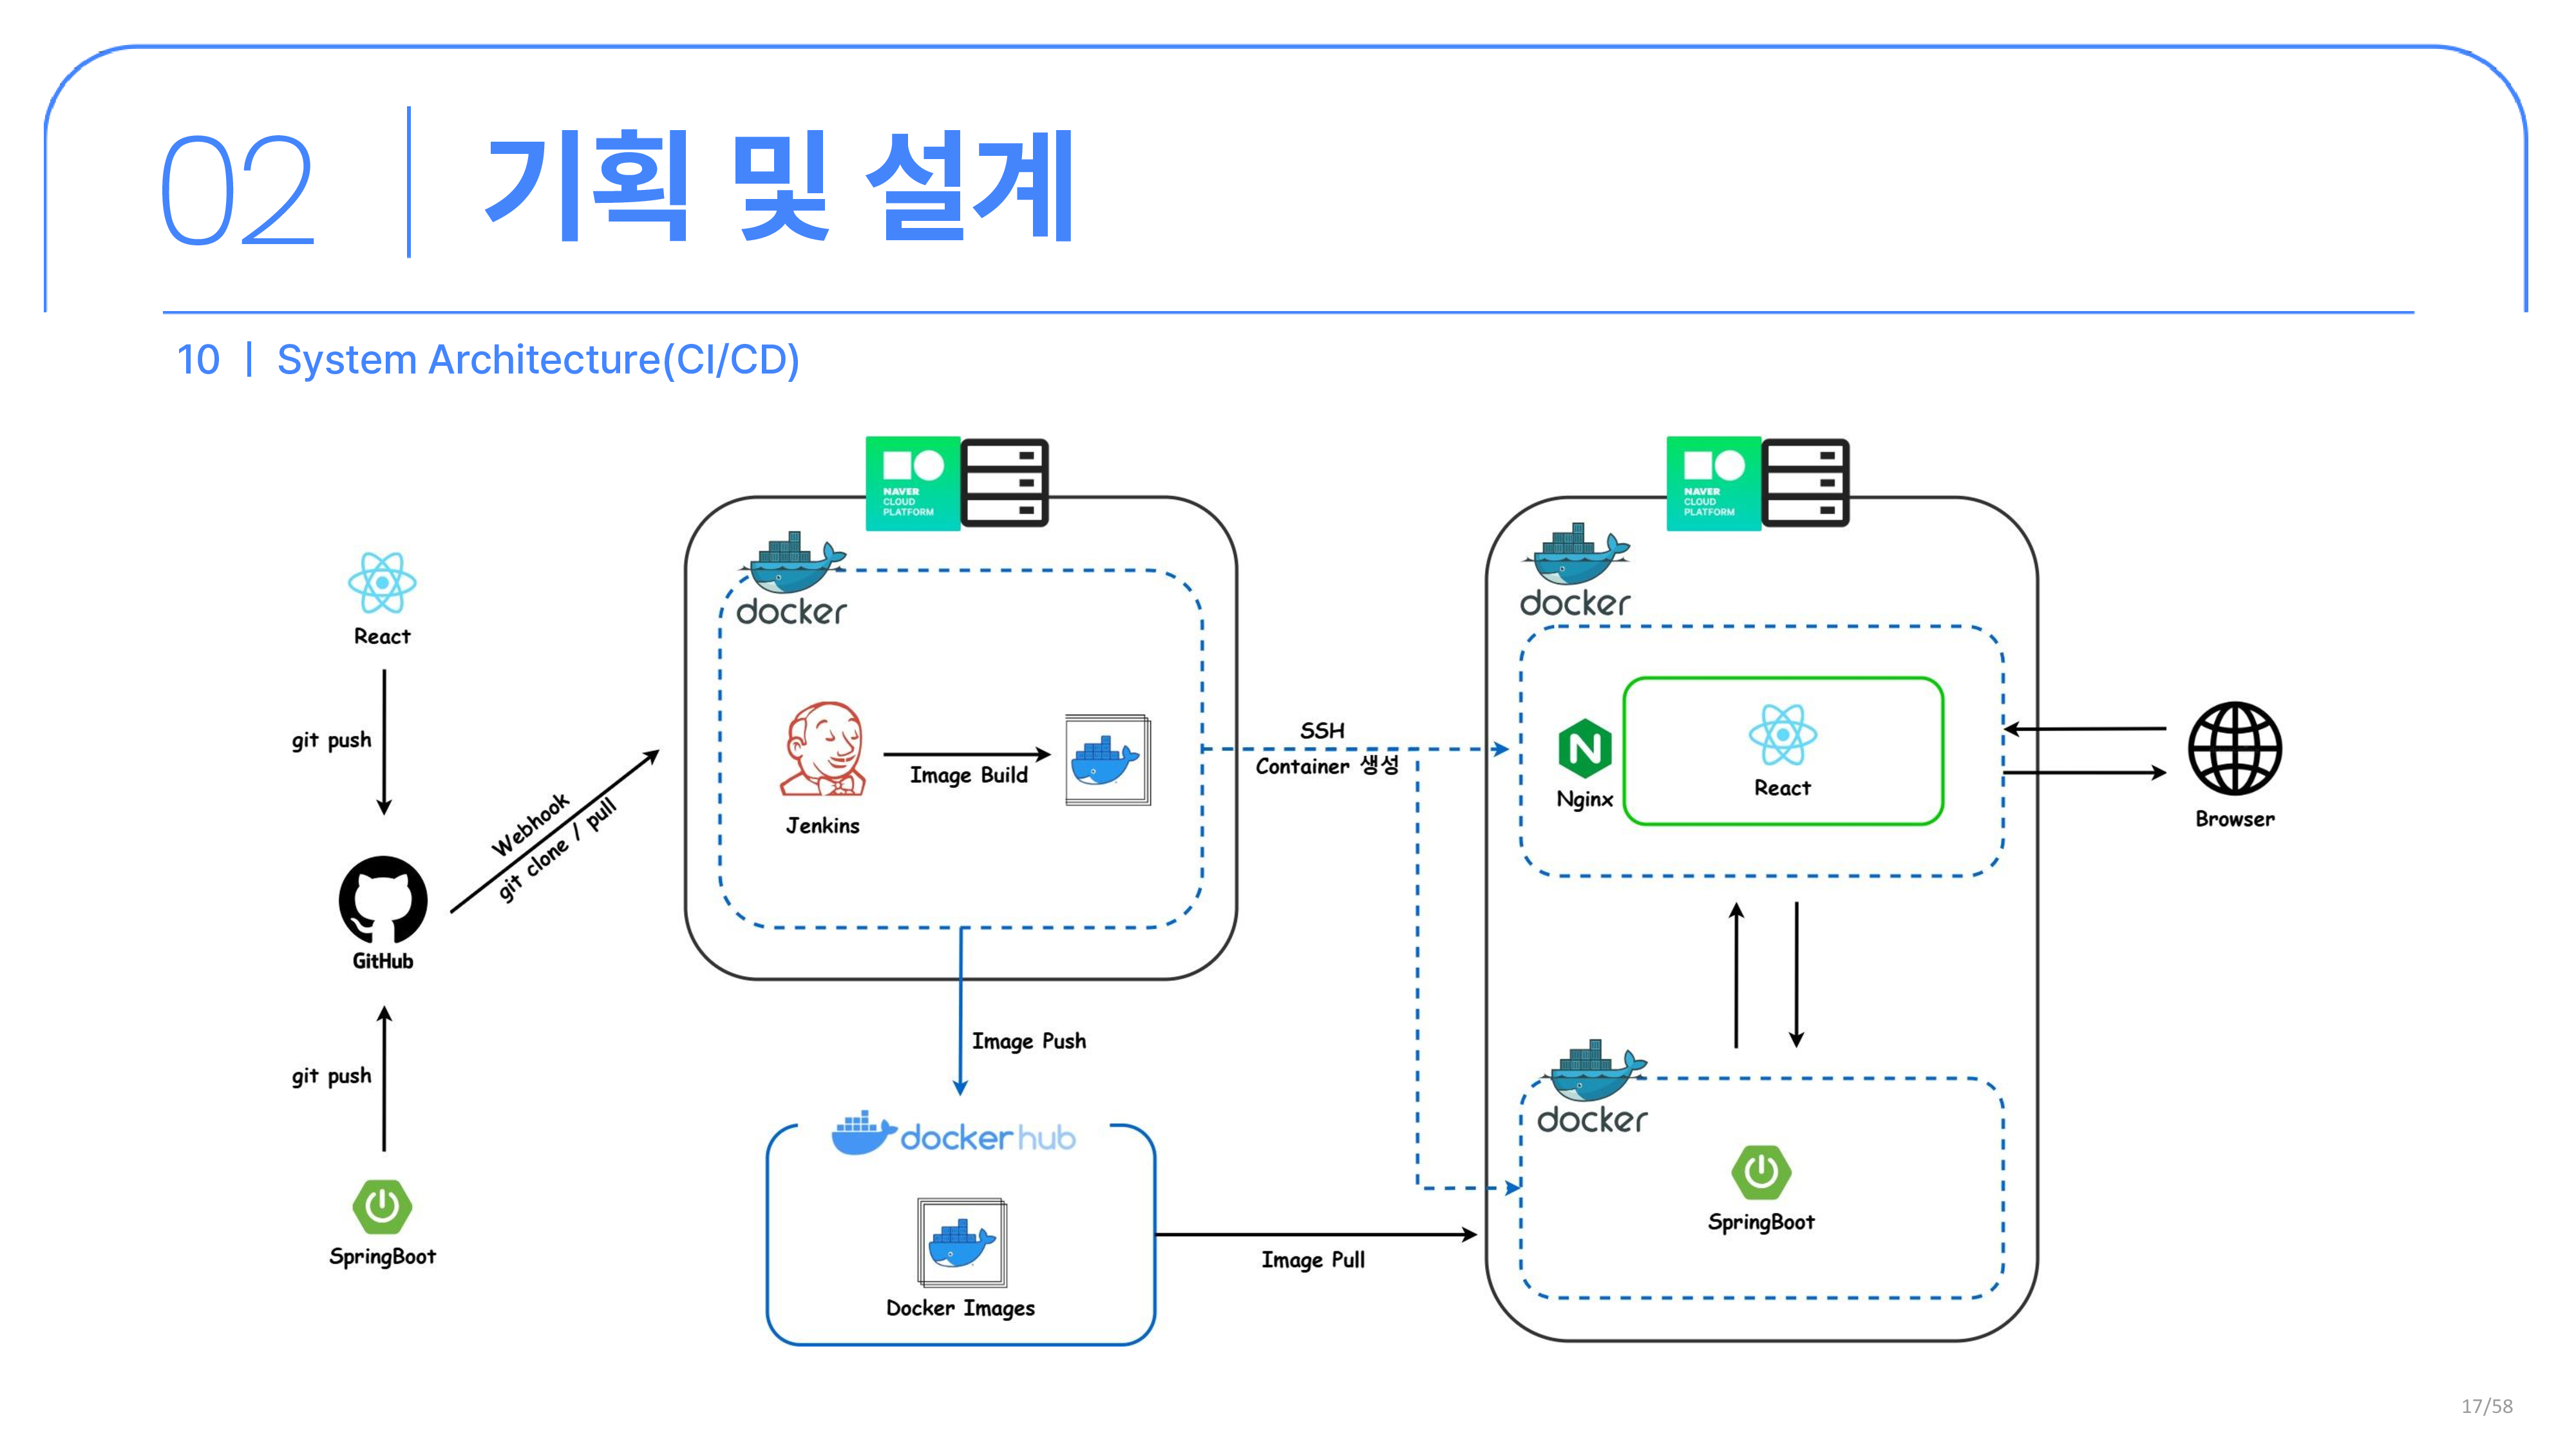 02
기획 및 설계
10 | System Architecture(CI/CD)
React
git push
GitHub
git push
SpringBoot
Webhook
git clone / pull
NAVER
CLOUD
PLATFORM
docker
Jenkins
Image Build
Image Push
dockerhub
Docker Images
SSH
Container 생성
Image Pull
NAVER
CLOUD
PLATFORM
docker
N
Nginx
React
docker
SpringBoot
Browser
17/58